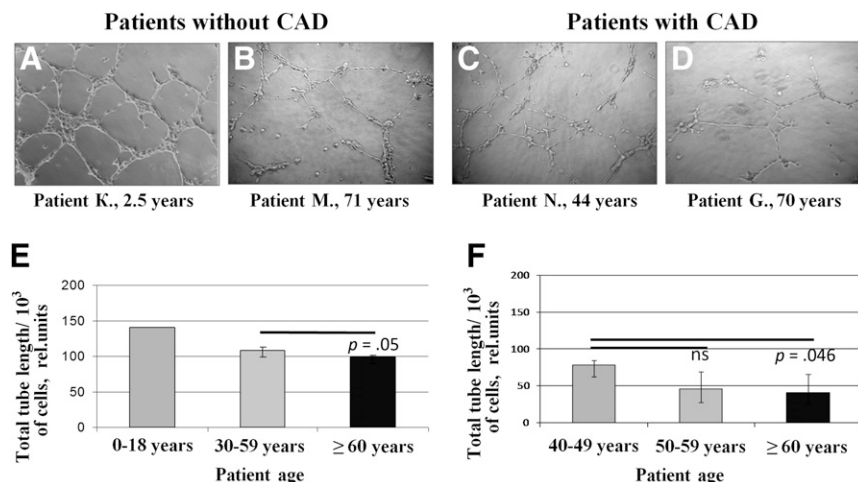 Patients without CAD
Patients with CAD
A
B
C
D
Patient K., 2.5 years
Patient M., 71 years
Patient N., 44 years
Patient G., 70 years
E
Total tube length/ 10³
of cells, rel.units
200
150
100
50
0
p = .05
0-18 years
30-59 years
≥ 60 years
Patient age
F
Total tube length/ 10³
of cells, rel.units
200
150
100
50
0
ns
p = .046
40-49 years
50-59 years
≥ 60 years
Patient age